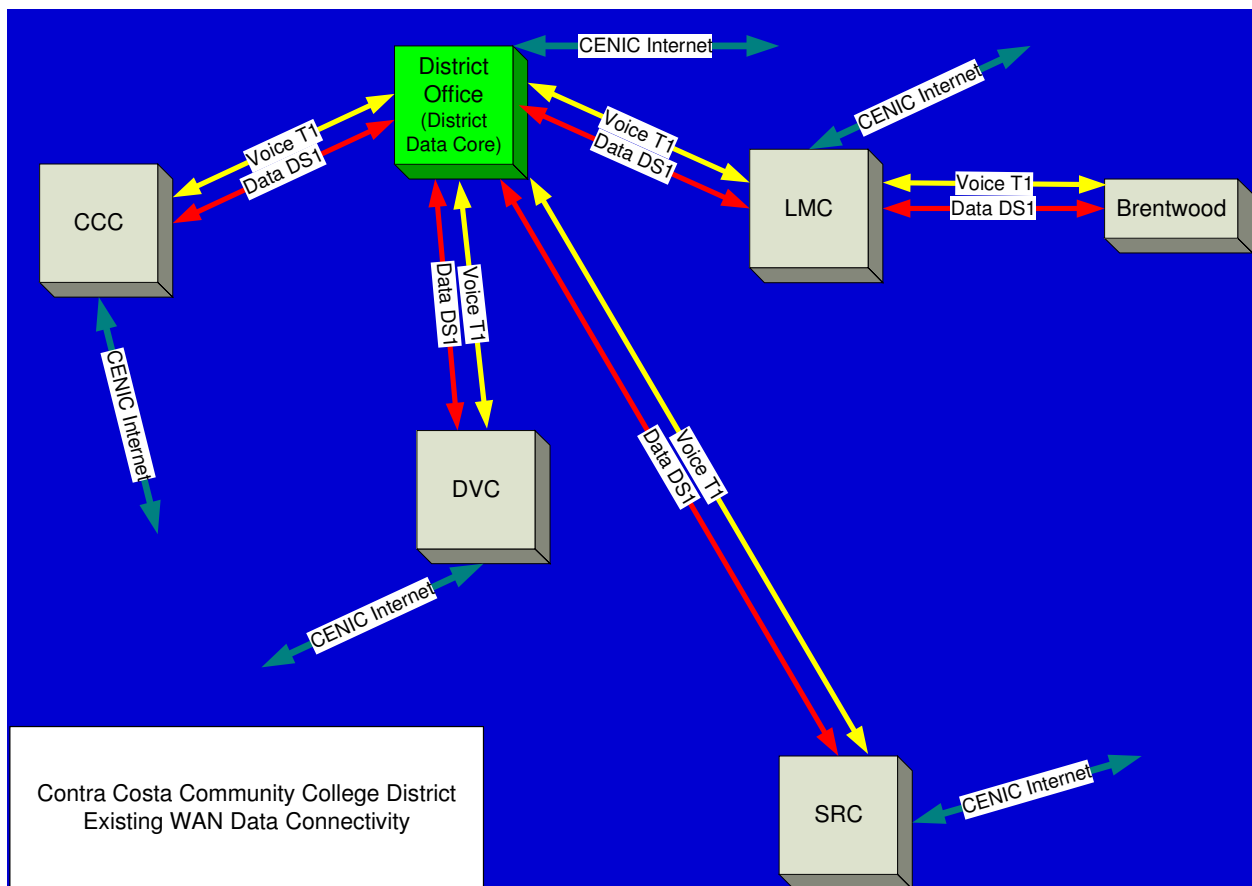 CENIC Internet
District
Office
(District
Data Core)
CENIC Internet
Voice T1
Data DS1
Voice T1
Data DS1
CCC
LMC
Voice T1
Data DS1
Brentwood
Data DS1
Voice T1
CENIC Internet
DVC
Data DS1
Voice T1
CENIC Internet
CENIC Internet
SRC
Contra Costa Community College District
Existing WAN Data Connectivity